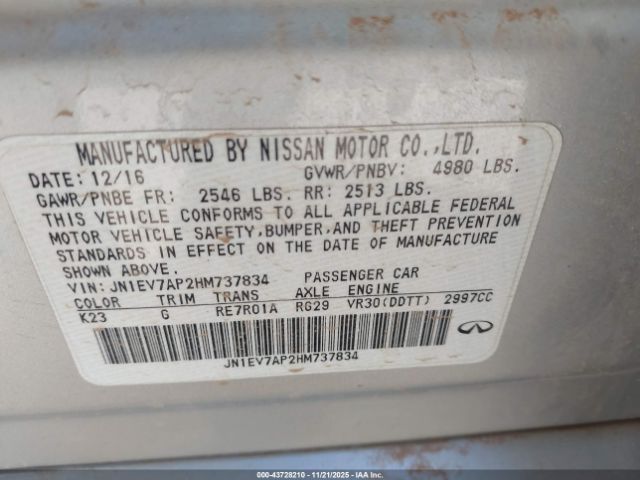 MANUFACTURED BY NISSAN MOTOR CO.,LTD.
DATE: 12/16 GVWR/PNBV: 4980 LBS.
GAWR/PNBE FR: 2546 LBS. RR: 2513 LBS.
THIS VEHICLE CONFORMS TO ALL APPLICABLE FEDERAL
MOTOR VEHICLE SAFETY,BUMPER,AND THEFT PREVENTION
STANDARDS IN EFFECT ON THE DATE OF MANUFACTURE
SHOWN ABOVE.
VIN: JN1EV7AP2HM737834 PASSENGER CAR
COLOR TRIM TRANS AXLE ENGINE
K23 G RE7R01A RG29 VR30(DDTT) 2997CC
JN1EV7AP2HM737834
000-43728210 - 11/21/2025 - IAAI.COM